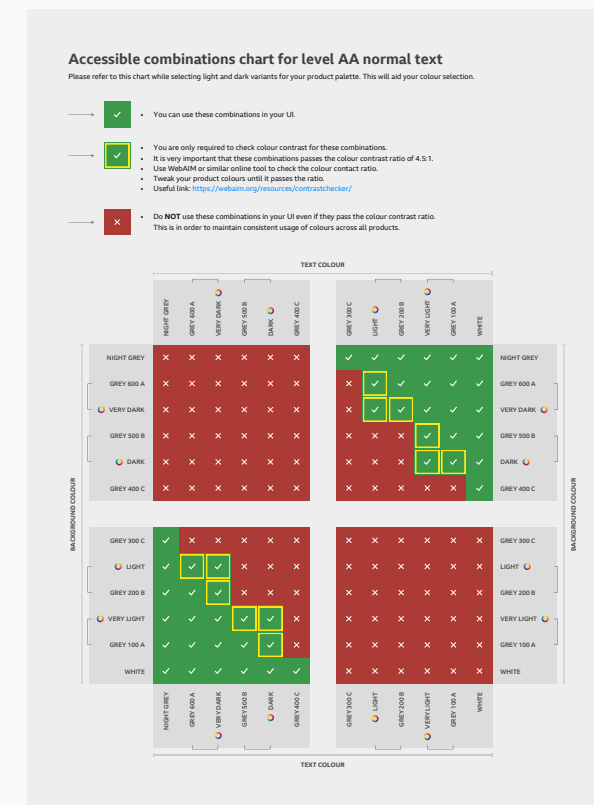 Accessible combinations chart for level AA normal text
Please refer to this chart while selecting light and dark variants for your product palette. This will aid your colour selection.
• You can use these combinations in your UI.
• You are only required to check colour contrast for these combinations.
• It is very important that these combinations passes the colour contrast ratio of 4.5:1.
• Use WebAIM or similar online tool to check the colour contact ratio.
• Tweak your product colours until it passes the ratio.
• Useful link: https://webaim.org/resources/contrastchecker/
• Do NOT use these combinations in your UI even if they pass the colour contrast ratio.
This is in order to maintain consistent usage of colours across all products.
TEXT COLOUR
NIGHT GREY
GREY 600 A
VERY DARK
GREY 500 B
DARK
GREY 400 C
GREY 300 C
LIGHT
GREY 200 B
VERY LIGHT
GREY 100 A
WHITE
BACKGROUND COLOUR
NIGHT GREY
GREY 600 A
VERY DARK
GREY 500 B
DARK
GREY 400 C
NIGHT GREY
GREY 600 A
VERY DARK
GREY 500 B
DARK
GREY 400 C
GREY 300 C
LIGHT
GREY 200 B
VERY LIGHT
GREY 100 A
WHITE
GREY 300 C
LIGHT
GREY 200 B
VERY LIGHT
GREY 100 A
WHITE
BACKGROUND COLOUR
NIGHT GREY
GREY 600 A
VERY DARK
GREY 500 B
DARK
GREY 400 C
GREY 300 C
LIGHT
GREY 200 B
VERY LIGHT
GREY 100 A
WHITE
TEXT COLOUR